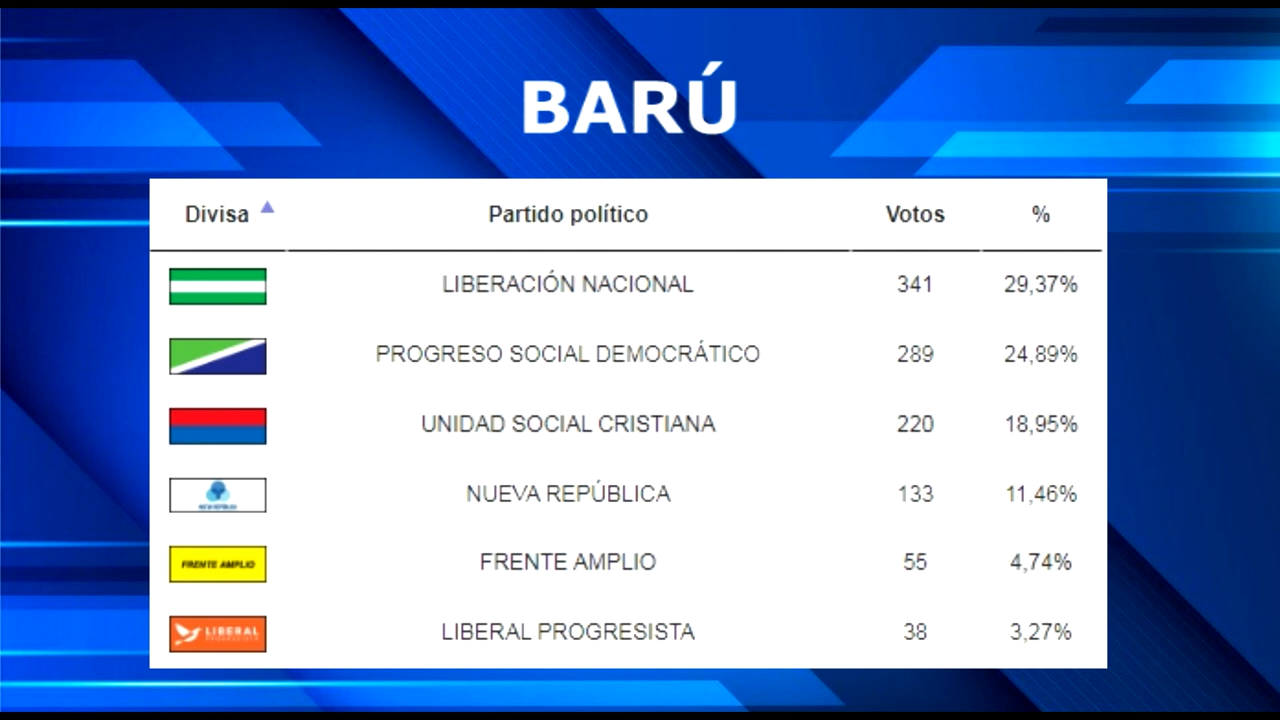 BARÚ
Divisa Partido político Votos %
LIBERACIÓN NACIONAL 341 29,37%
PROGRESO SOCIAL DEMOCRÁTICO 289 24,89%
UNIDAD SOCIAL CRISTIANA 220 18,95%
NUEVA REPÚBLICA 133 11,46%
FRENTE AMPLIO FRENTE AMPLIO 55 4,74%
LIBERAL LIBERAL PROGRESISTA 38 3,27%